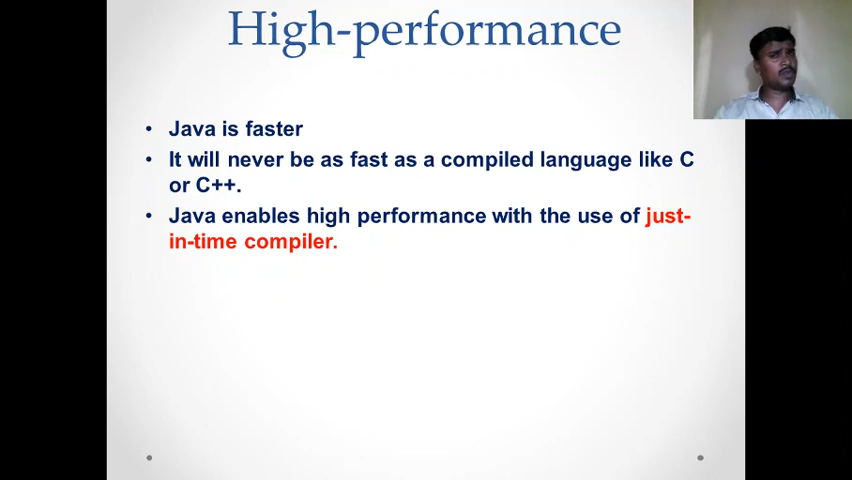 High-performance
• Java is faster
• It will never be as fast as a compiled language like C
or C++.
• Java enables high performance with the use of just-
in-time compiler.